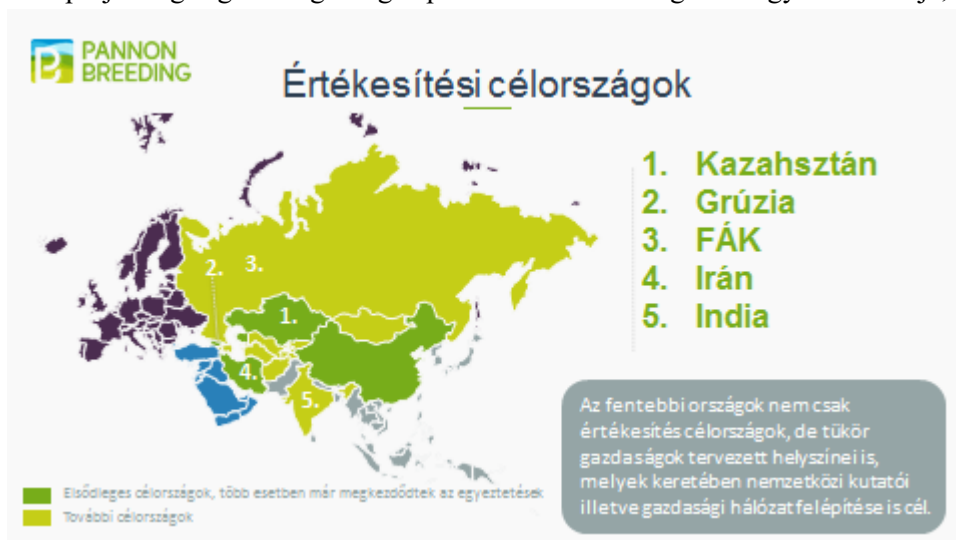 PANNON
BREEDING
Értékesítési célországok
1. Kazahsztán
2. Grúzia
3. FÁK
4. Irán
5. India
2.
3.
1.
4.
5.
Az fentebbi országok nem csak
értékesítés célországok, de tükör
gazdaságok tervezett helyszínei is,
melyek keretében nemzetközi kutatói
illetve gazdasági hálózat felépítése is cél.
Elsődleges célországok, több esetben már megkezdődtek az egyeztetések
További célországok